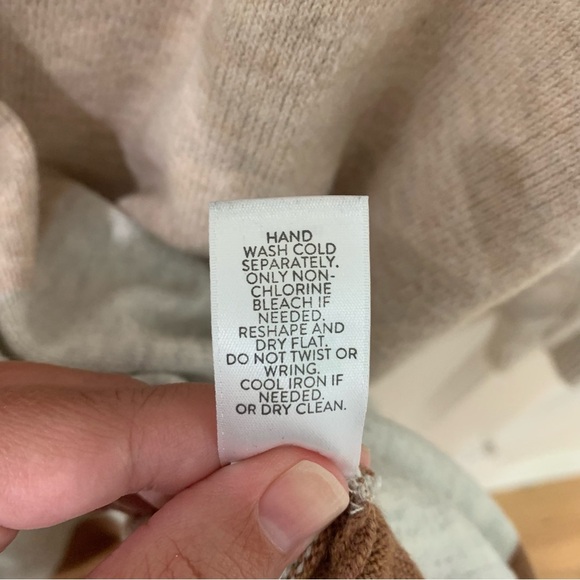 HAND
WASH COLD
SEPARATELY.
ONLY NON-
CHLORINE
BLEACH IF
NEEDED.
RESHAPE AND
DRY FLAT.
DO NOT TWIST OR
WRING.
COOL IRON IF
NEEDED.
OR DRY CLEAN.